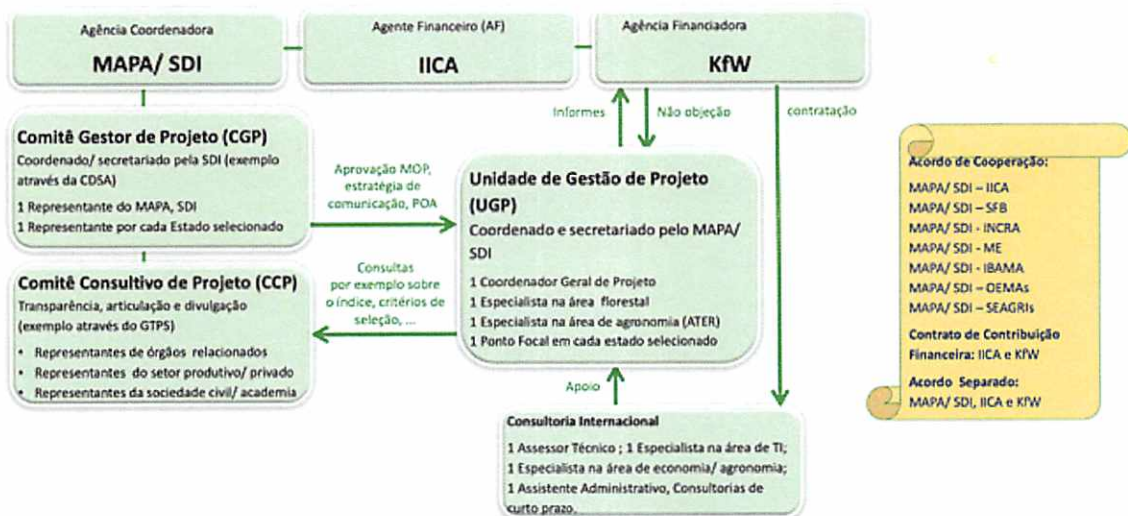 Agência Coordenadora
MAPA/ SDI
Agente Financeiro (AF)
IICA
Agência Financiadora
KfW
Informes
Não objeção
contratação
Comitê Gestor de Projeto (CGP)
Coordenado/ secretariado pela SDI (exemplo
através da CDSA)
1 Representante do MAPA, SDI
1 Representante por cada Estado selecionado
Aprovação MOP,
estratégia de
comunicação, POA
Unidade de Gestão de Projeto
(UGP)
Coordenado e secretariado pelo MAPA/
SDI
1 Coordenador Geral de Projeto
1 Especialista na área florestal
1 Especialista na área de agronomia (ATER)
1 Ponto Focal em cada estado selecionado
Comitê Consultivo de Projeto (CCP)
Transparência, articulação e divulgação
(exemplo através do GTPS)
• Representantes de órgãos relacionados
• Representantes do setor produtivo/ privado
• Representantes da sociedade civil/ academia
Consultas
por exemplo sobre
o índice, critérios de
seleção, ...
Apoio
Consultoria Internacional
1 Assessor Técnico ; 1 Especialista na área de TI;
1 Especialista na área de economia/ agronomia;
1 Assistente Administrativo, Consultorias de
curto prazo.
Acordo de Cooperação:
MAPA/ SDI – IICA
MAPA/ SDI – SFB
MAPA/ SDI - INCRA
MAPA/ SDI - ME
MAPA/ SDI - IBAMA
MAPA/ SDI – OEMAs
MAPA/ SDI – SEAGRIs
Contrato de Contribuição
Financeira: IICA e KfW
Acordo Separado:
MAPA/ SDI, IICA e KfW